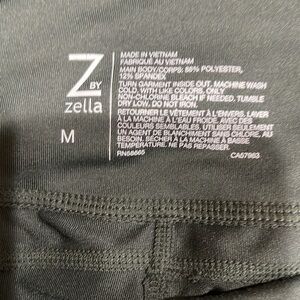 Z
BY
zella
M
MADE IN VIETNAM
FABRIQUÉ AU VIETNAM
MAIN BODY/CORPS: 88% POLYESTER,
12% SPANDEX
TURN GARMENT INSIDE OUT. MACHINE WASH
COLD, WITH LIKE COLORS. ONLY
NON-CHLORINE BLEACH IF NEEDED. TUMBLE
DRY LOW. DO NOT IRON.
RETOURNER LE VÊTEMENT À L'ENVERS. LAVER
À LA MACHINE À L'EAU FROIDE, AVEC DES
COULEURS SEMBLABLES. UTILISER SEULEMENT
UN AGENT DE BLANCHIMENT SANS CHLORE, AU
BESOIN. SÉCHER À LA MACHINE À BASSE
TEMPÉRATURE. NE PAS REPASSER.
CA57963